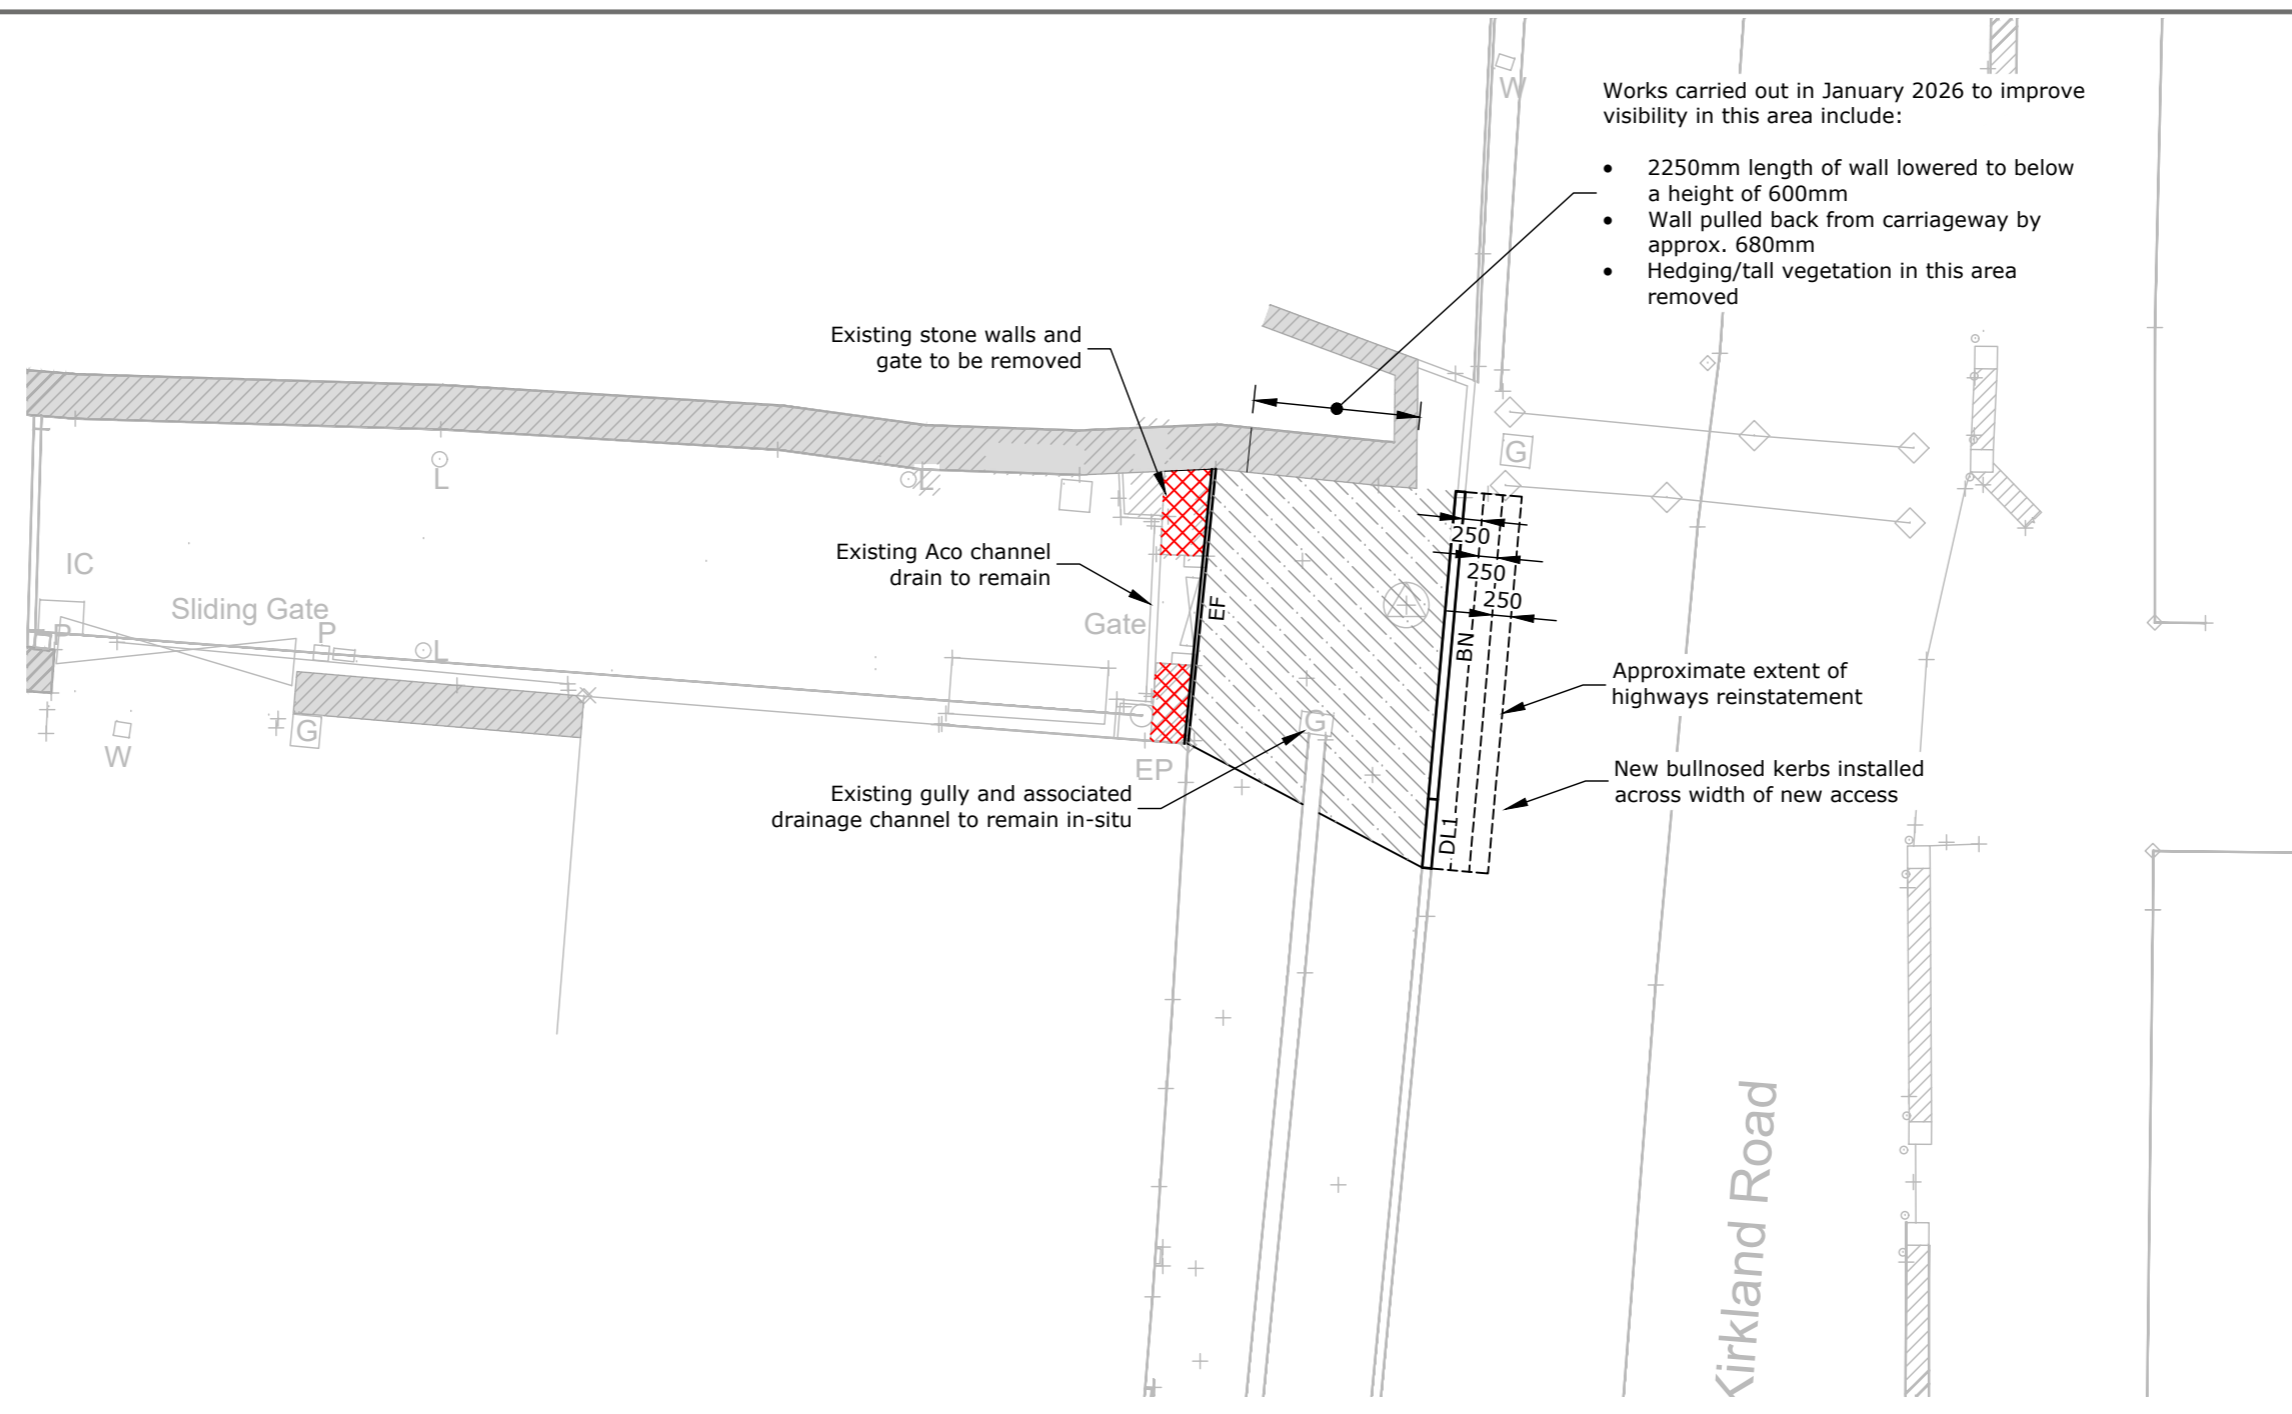 W
Works carried out in January 2026 to improve
visibility in this area include:
• 2250mm length of wall lowered to below
a height of 600mm
• Wall pulled back from carriageway by
approx. 680mm
• Hedging/tall vegetation in this area
removed
Existing stone walls and
gate to be removed
G
L
L
250
Existing Aco channel
drain to remain
IC
250
Sliding Gate
250
EF
Gate
P
P
L
BN
Approximate extent of
highways reinstatement
G
G
W
EP
New bullnosed kerbs installed
across width of new access
Existing gully and associated
drainage channel to remain in-situ
DL1
Kirkland Road